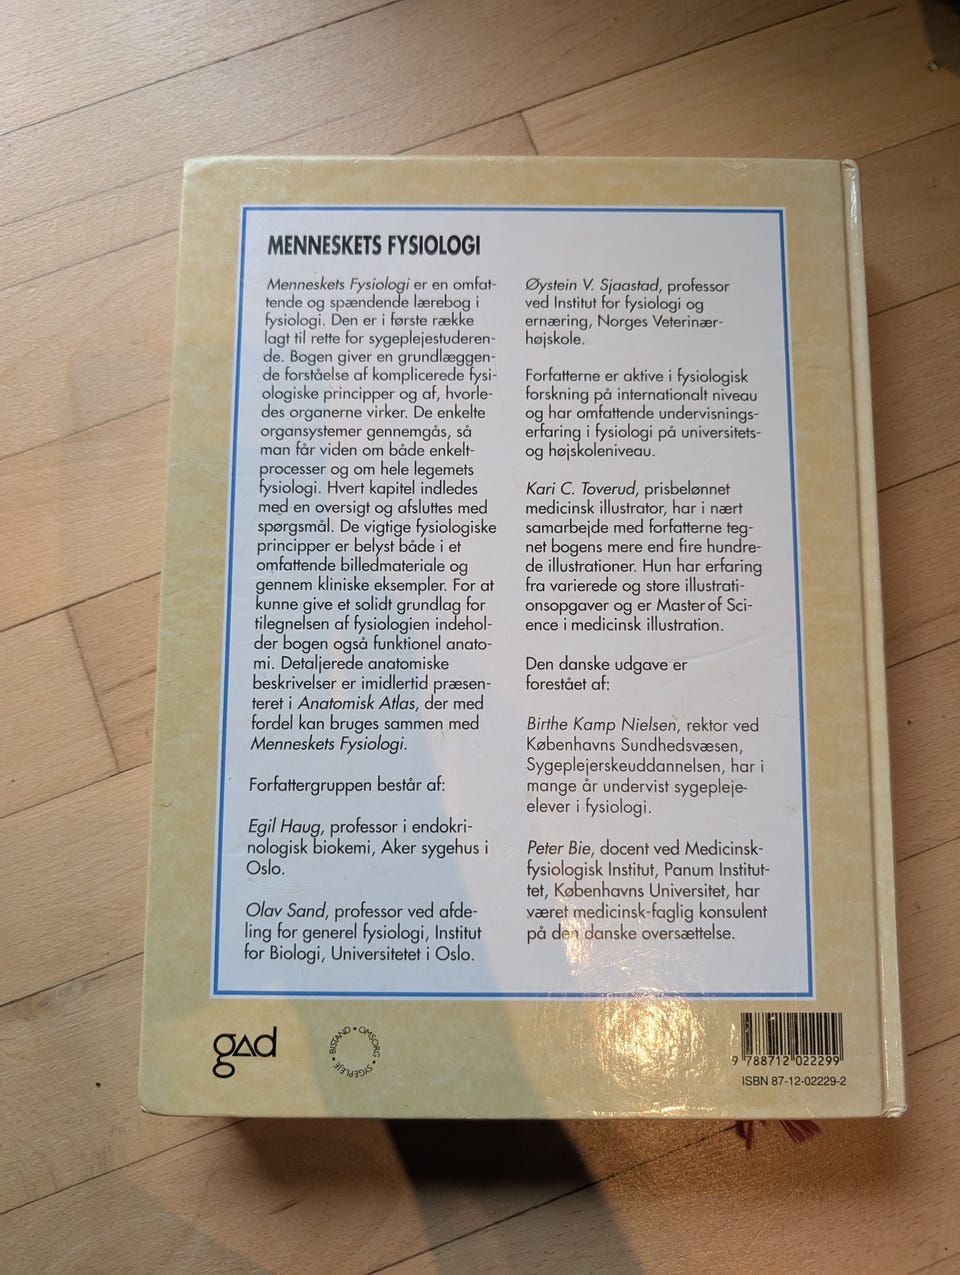 MENNESKETS FYSIOLOGI
Menneskets Fysiologi er en omfat-
tende og spændende lærebog i
fysiologi. Den er i første række
lagt til rette for sygeplejestuderen-
de. Bogen giver en grundlæggen-
de forståelse af komplicerede fysi-
ologiske principper og af, hvorle-
des organerne virker. De enkelte
organsystemer gennemgås, så
man får viden om både enkelt-
processer og om hele legemets
fysiologi. Hvert kapitel indledes
med en oversigt og afsluttes med
spørgsmål. De vigtige fysiologiske
principper er belyst både i et
omfattende billedmateriale og
gennem kliniske eksempler. For at
kunne give et solidt grundlag for
tilegnelsen af fysiologien indehol-
der bogen også funktionel anato-
mi. Detaljerede anatomiske
beskrivelser er imidlertid præsen-
teret i Anatomisk Atlas, der med
fordel kan bruges sammen med
Menneskets Fysiologi.
Forfattergruppen består af:
Egil Haug, professor i endokri-
nologisk biokemi, Aker sygehus i
Oslo.
Olav Sand, professor ved afde-
ling for generel fysiologi, Institut
for Biologi, Universitetet i Oslo.
Øystein V. Sjaastad, professor
ved Institut for fysiologi og
ernæring, Norges Veterinær-
højskole.
Forfatterne er aktive i fysiologisk
forskning på internationalt niveau
og har omfattende undervisnings-
erfaring i fysiologi på universitets-
og højskoleniveau.
Kari C. Toverud, prisbelønnet
medicinsk illustrator, har i nært
samarbejde med forfatterne teg-
net bogens mere end fire hundre-
de illustrationer. Hun har erfaring
fra varierede og store illustrati-
onsopgaver og er Master of Sci-
ence i medicinsk illustration.
Den danske udgave er
forestået af:
Birthe Kamp Nielsen, rektor ved
Københavns Sundhedsvæsen,
Sygeplejerskeuddannelsen, har i
mange år undervist sygepleje-
elever i fysiologi.
Peter Bie, docent ved Medicinsk-
fysiologisk Institut, Panum Institut-
tet, Københavns Universitet, har
været medicinsk-faglig konsulent
på den danske oversættelse.
gad
BISTAND • OMSORG • SYGEPLEJE •
9 788712 022299
ISBN 87-12-02229-2